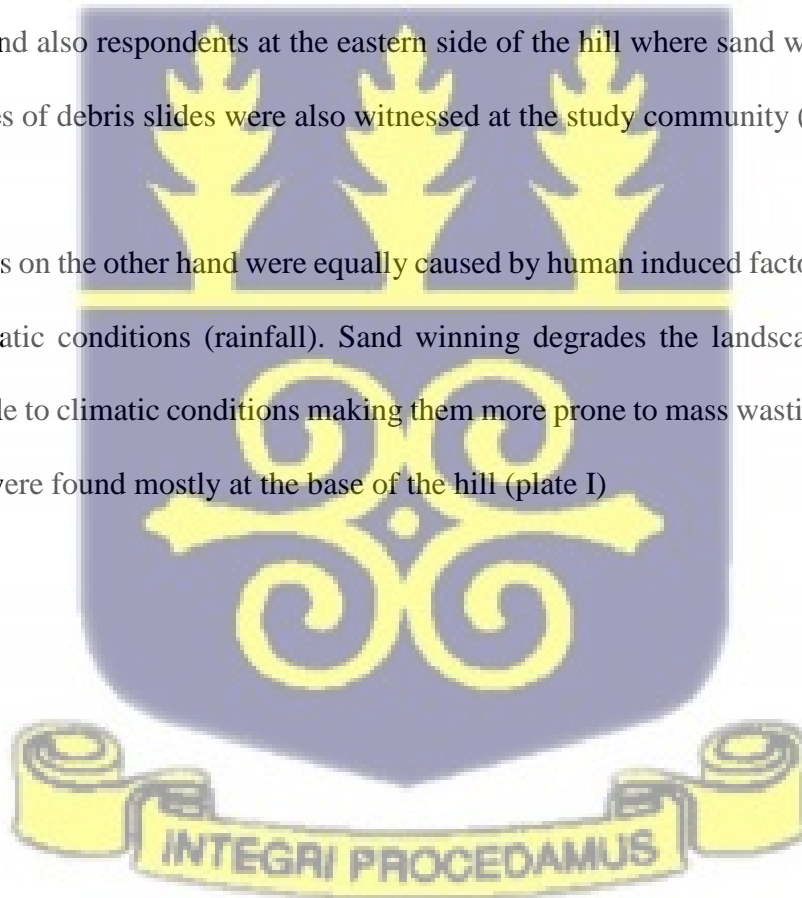 nd also respondents at the eastern side of the hill where sand w
es of debris slides were also witnessed at the study community (
s on the other hand were equally caused by human induced facto
atic conditions (rainfall). Sand winning degrades the landsca
le to climatic conditions making them more prone to mass wasti
were found mostly at the base of the hill (plate I)
INTEGRI PROCEDAMUS